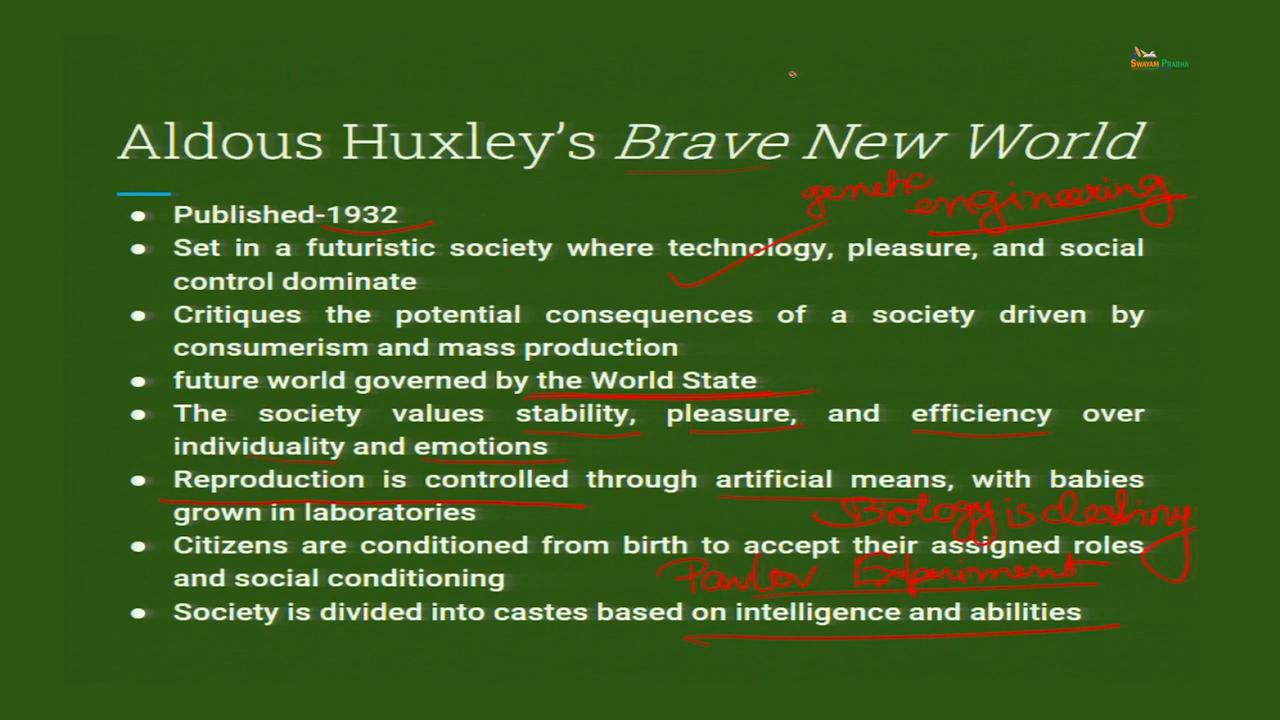 SWAYAM PRABHA
Aldous Huxley's Brave New World
genetic engineering
● Published-1932
● Set in a futuristic society where technology, pleasure, and social
control dominate
● Critiques the potential consequences of a society driven by
consumerism and mass production
● future world governed by the World State
● The society values stability, pleasure, and efficiency over
individuality and emotions
● Reproduction is controlled through artificial means, with babies
grown in laboratories
Biology is destiny
● Citizens are conditioned from birth to accept their assigned roles
and social conditioning
Pavlov Experiment
● Society is divided into castes based on intelligence and abilities